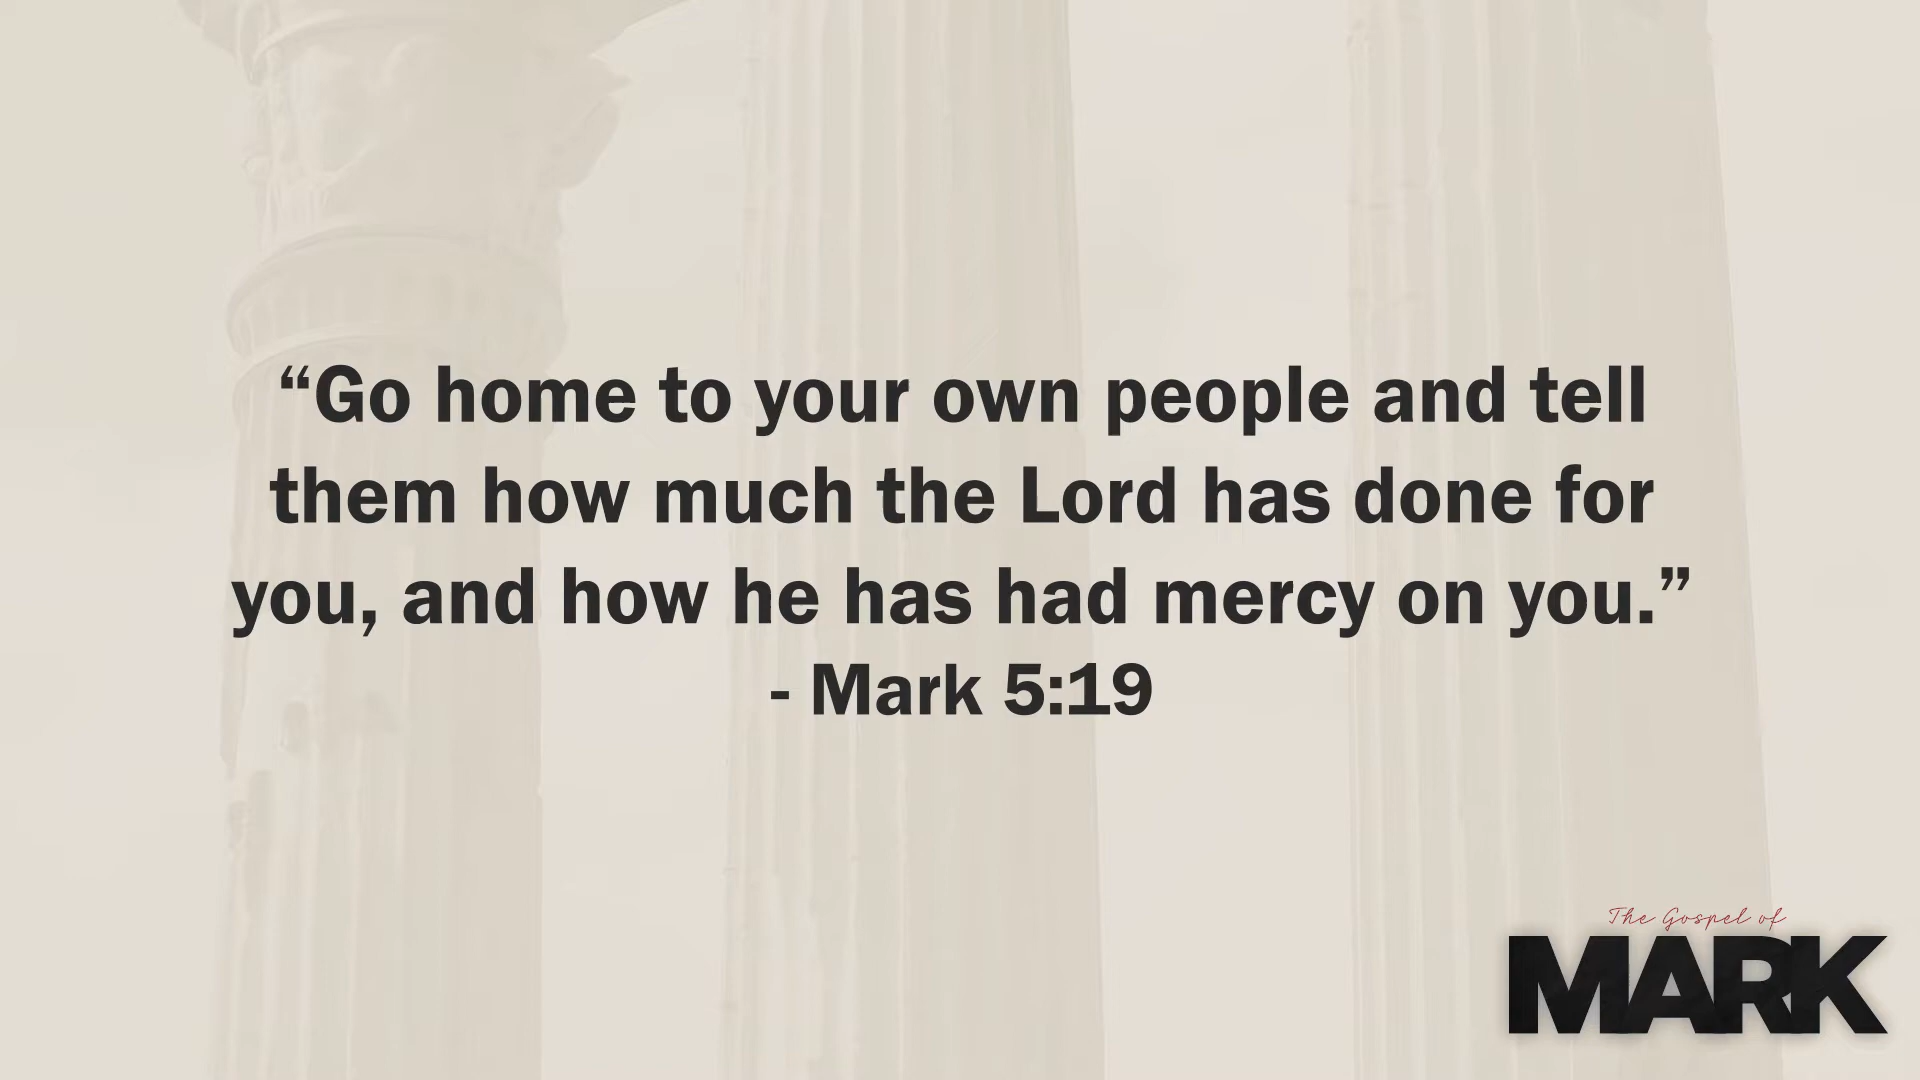 “Go home to your own people and tell
them how much the Lord has done for
you, and how he has had mercy on you.”
- Mark 5:19
The Gospel of
MARK